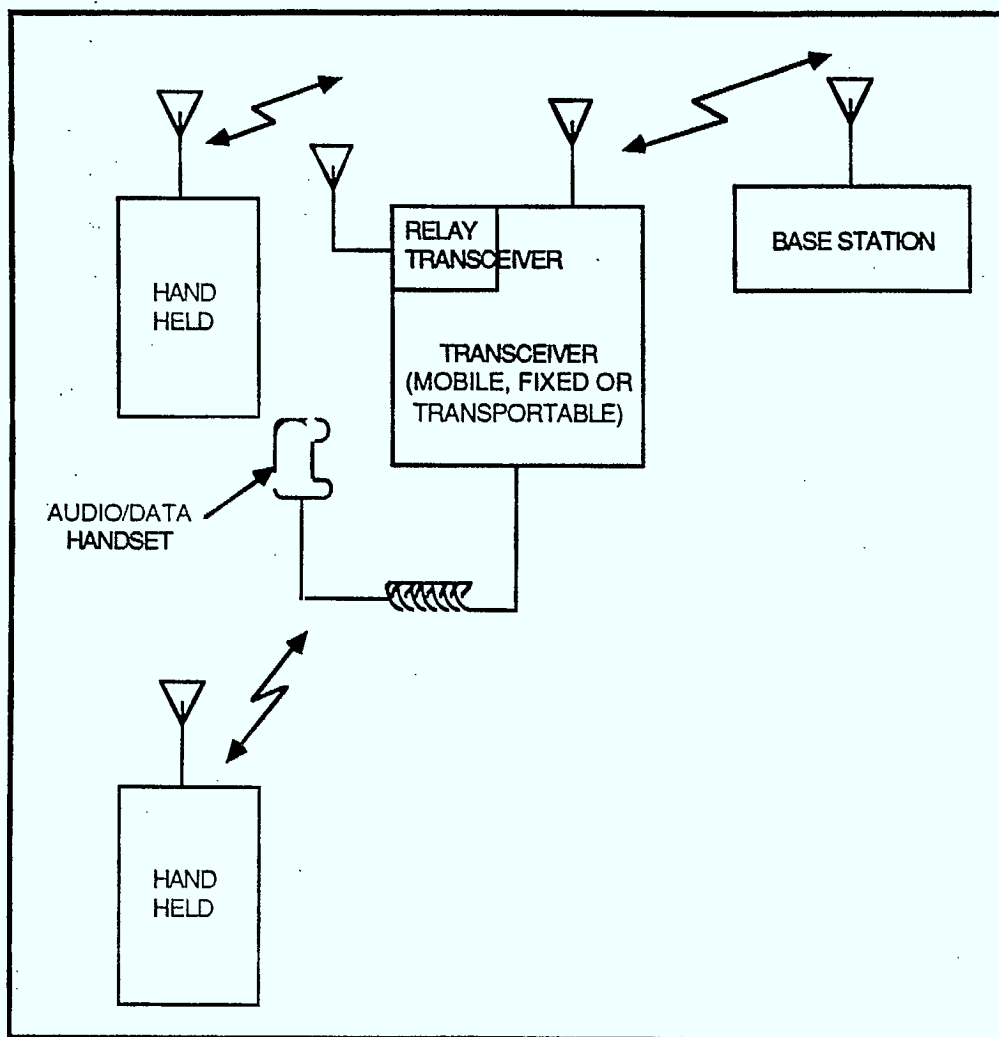 HAND
HELD
RELAY
TRANSCEIVER
BASE STATION
TRANSCEIVER
(MOBILE, FIXED OR
TRANSPORTABLE)
AUDIO/DATA
HANDSET
HAND
HELD